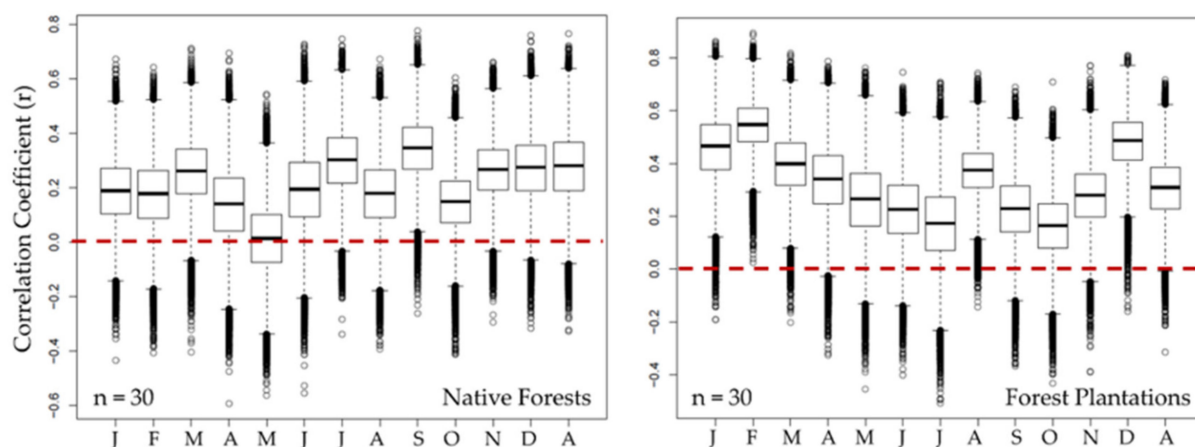 Correlation Coefficient (r)
0.8
0.6
0.4
0.2
0.0
−0.2
−0.4
−0.6
n = 30
Native Forests
J F M A M J J A S O N D A
0.8
0.6
0.4
0.2
0.0
−0.2
−0.4
n = 30
Forest Plantations
J F M A M J J A S O N D A